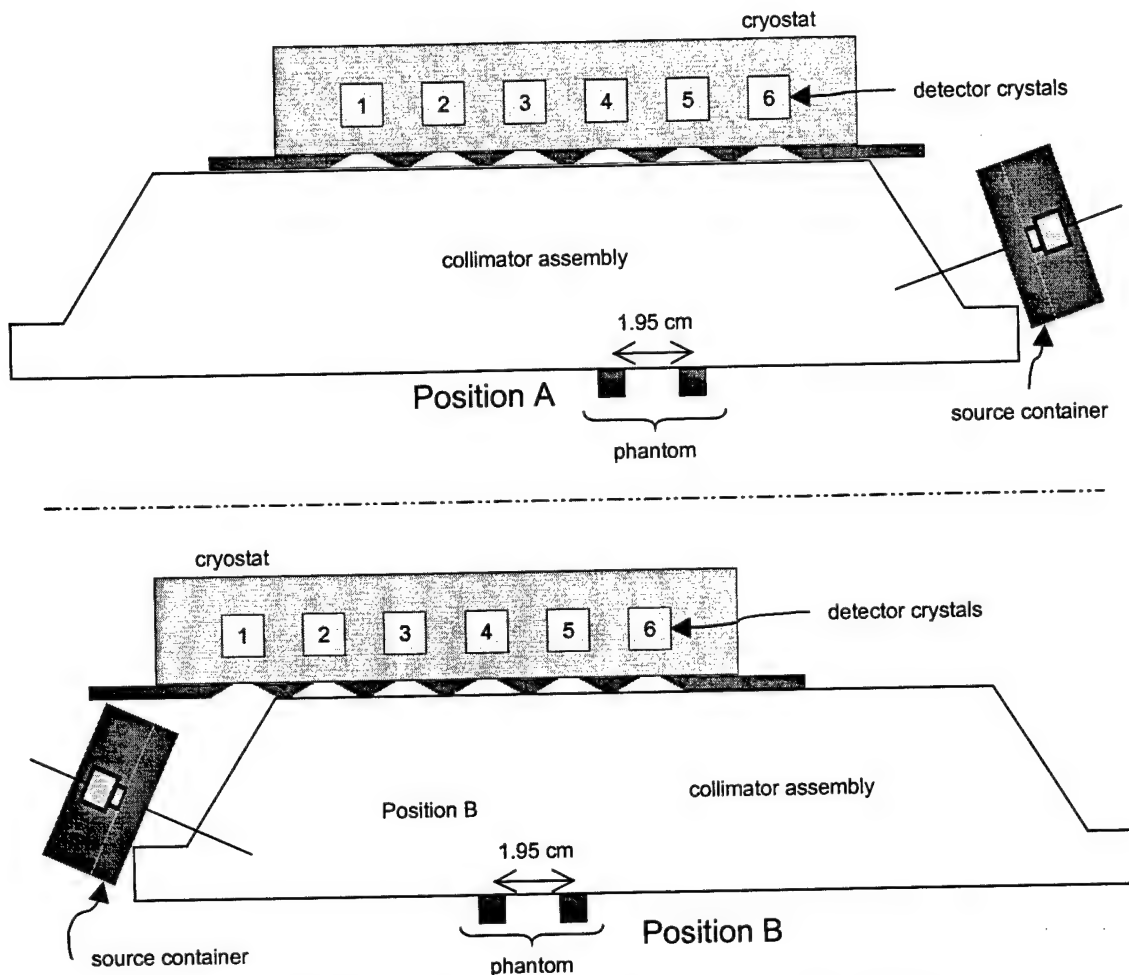 cryostat
1 2 3 4 5 6
detector crystals
collimator assembly
1.95 cm
Position A
phantom
source container
cryostat
1 2 3 4 5 6
detector crystals
Position B
collimator assembly
1.95 cm
Position B
source container
phantom